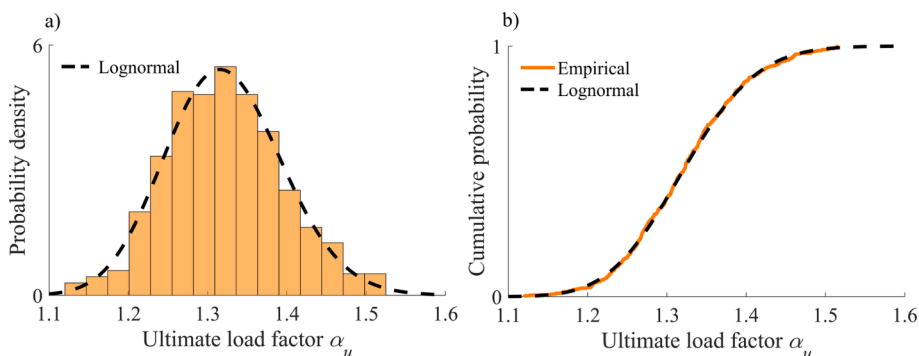 a)
6
Lognormal
Probability density
0
1.1 1.2 1.3 1.4 1.5 1.6
Ultimate load factor αu
b)
1
Empirical
Lognormal
Cumulative probability
0
1.1 1.2 1.3 1.4 1.5 1.6
Ultimate load factor αu